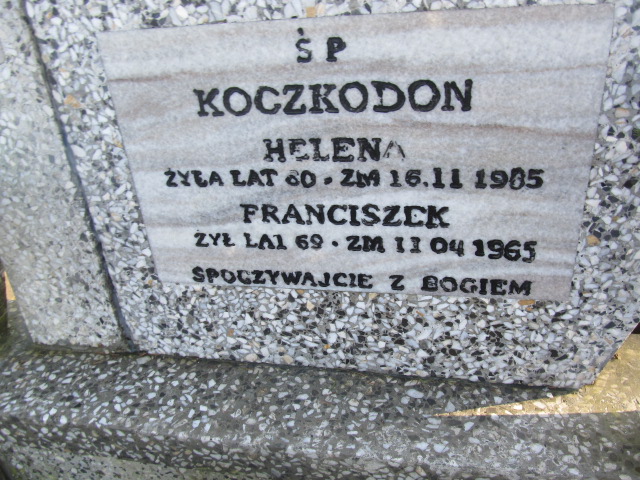 ŚP
KOCZKODON
HELENA
ŻYŁA LAT 80 • ZM 16.11 1985
FRANCISZEK
ŻYŁ LAT 69 • ZM 11 04 1965
SPOCZYWAJCIE Z BOGIEM